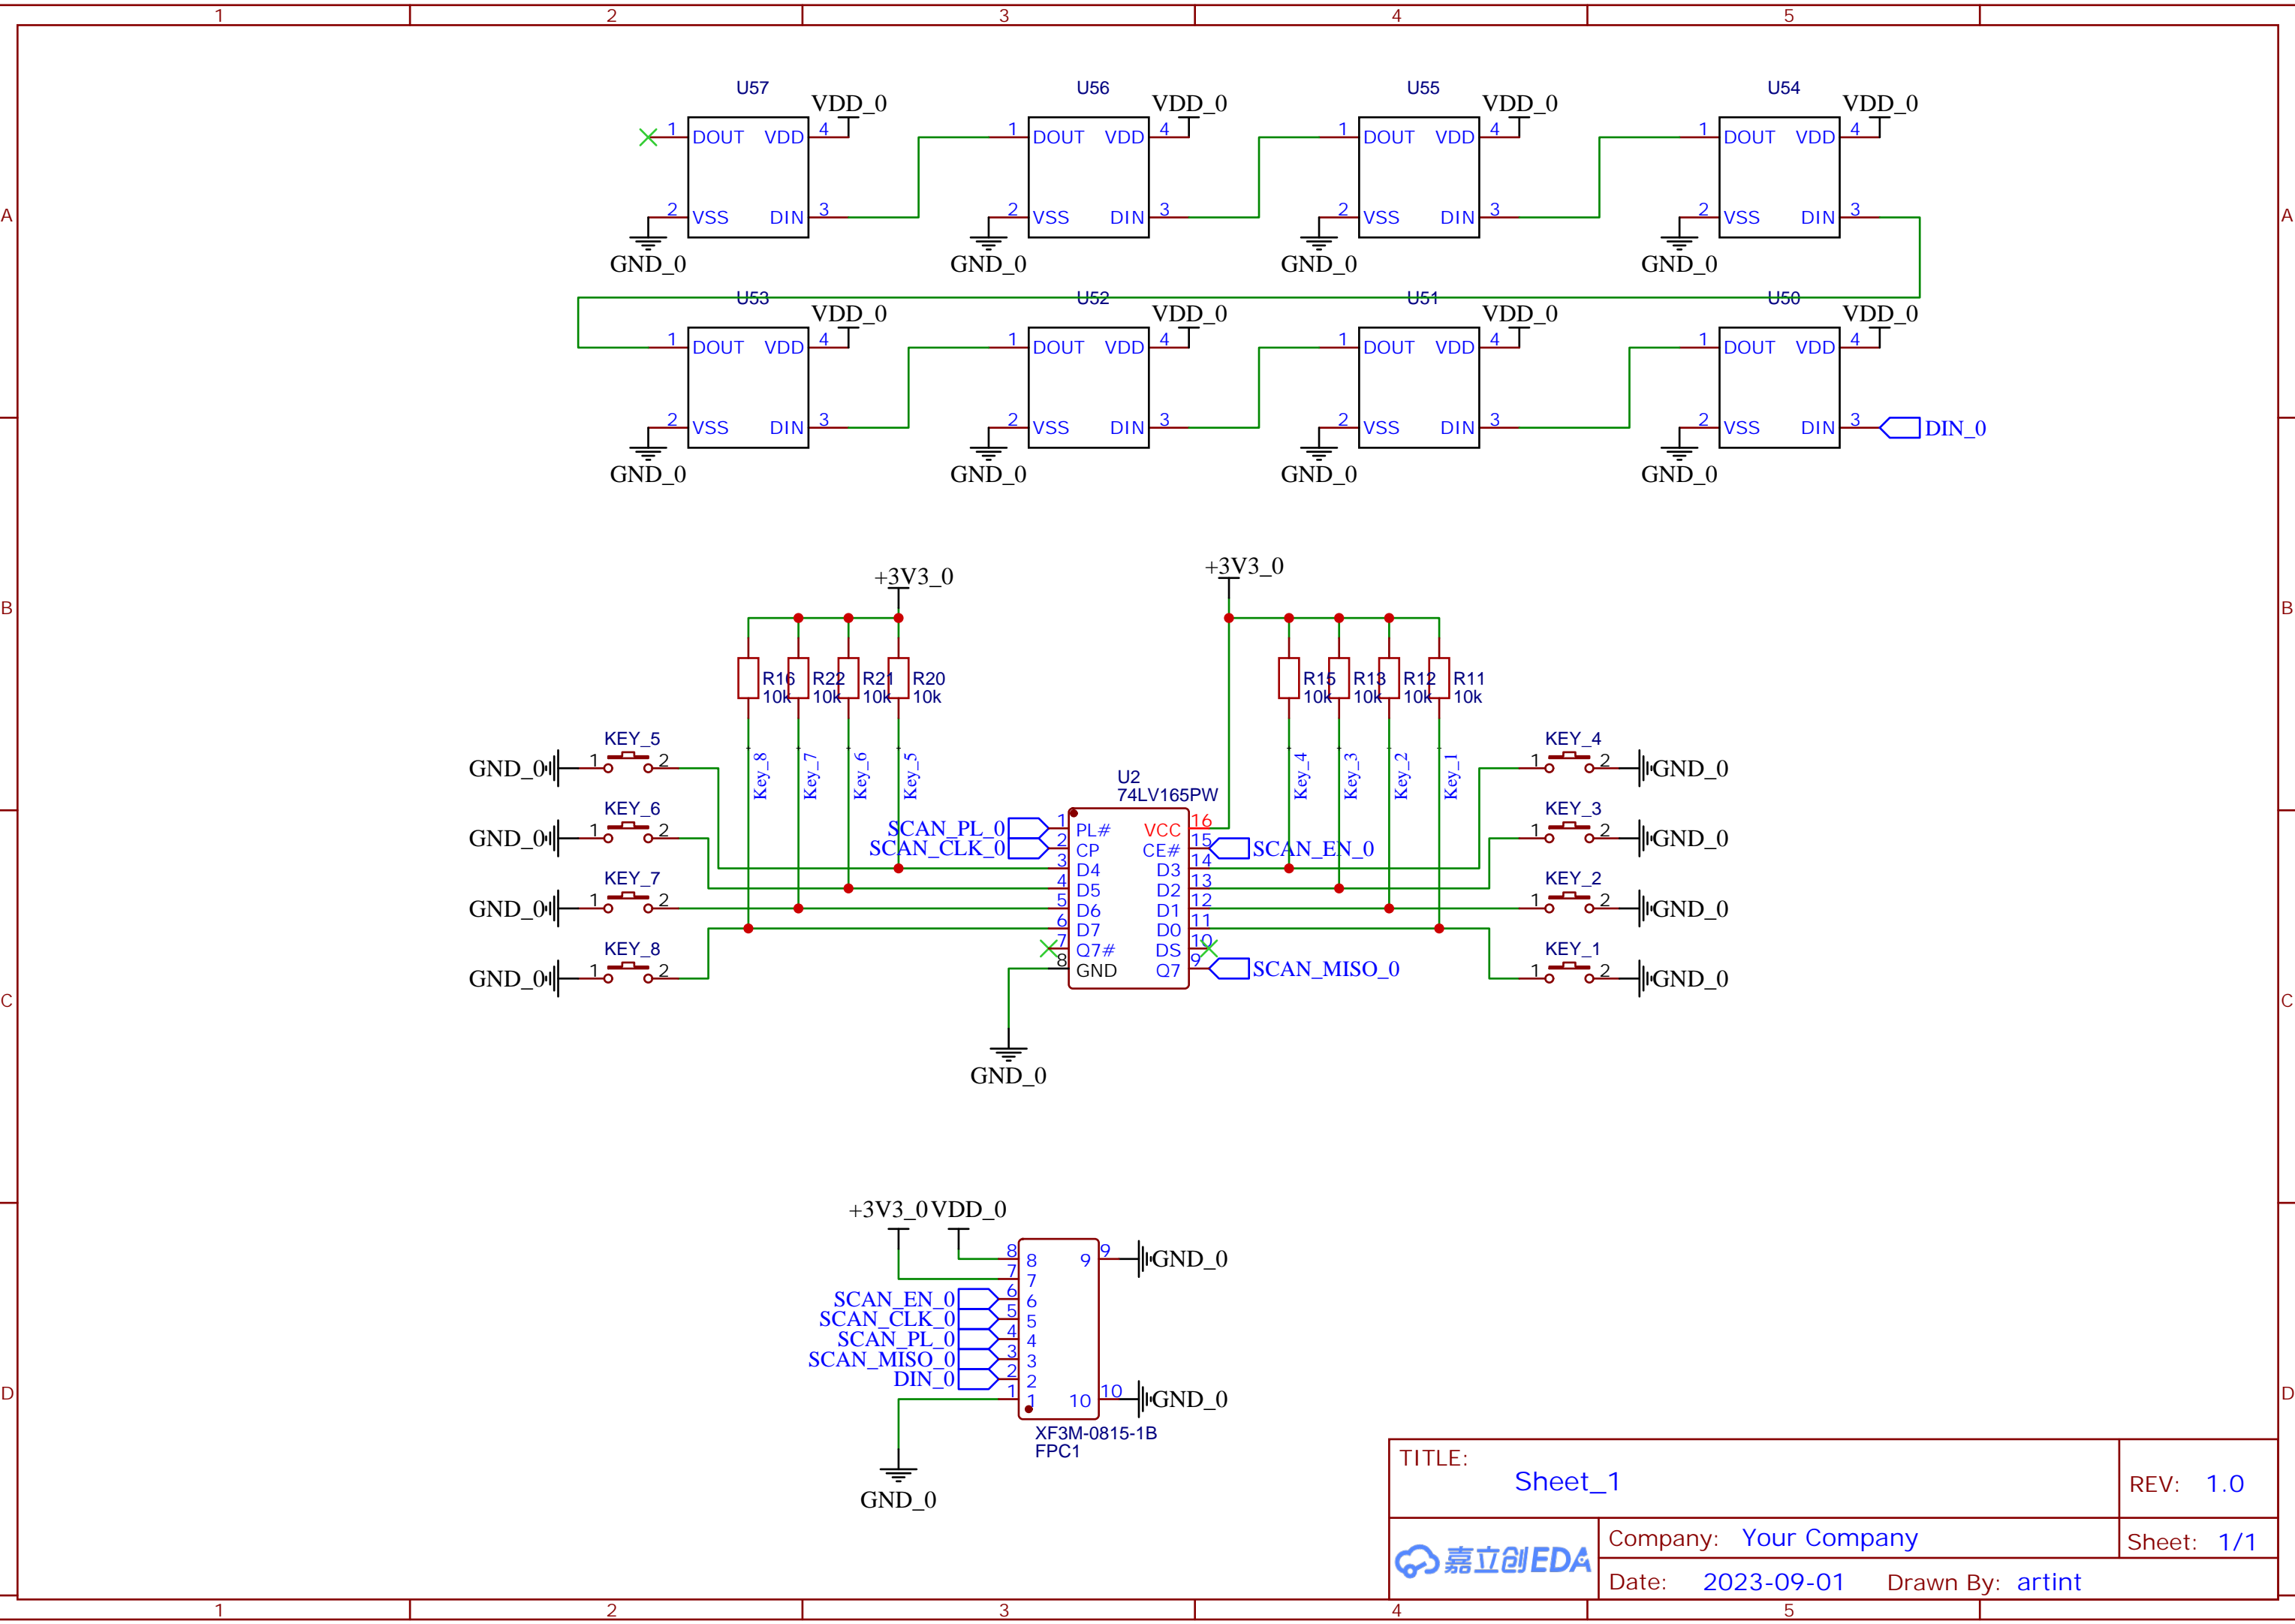 1 2 3 4 5
A A
U57 U56 U55 U54
VDD_0 VDD_0 VDD_0 VDD_0
1 DOUT VDD 4 1 DOUT VDD 4 1 DOUT VDD 4 1 DOUT VDD 4
2 VSS DIN 3 2 VSS DIN 3 2 VSS DIN 3 2 VSS DIN 3
GND_0 GND_0 GND_0 GND_0
U53 U52 U51 U50
VDD_0 VDD_0 VDD_0 VDD_0
1 DOUT VDD 4 1 DOUT VDD 4 1 DOUT VDD 4 1 DOUT VDD 4
2 VSS DIN 3 2 VSS DIN 3 2 VSS DIN 3 2 VSS DIN 3 DIN_0
GND_0 GND_0 GND_0 GND_0
B B
+3V3_0 +3V3_0
R16 R22 R21 R20 R15 R13 R12 R11
10k 10k 10k 10k 10k 10k 10k 10k
Key_8 Key_7 Key_6 Key_5 Key_4 Key_3 Key_2 Key_1
KEY_5 KEY_4
GND_0 1 2 1 2 GND_0
KEY_6 KEY_3
GND_0 1 2 1 2 GND_0
KEY_7 KEY_2
GND_0 1 2 1 2 GND_0
KEY_8 KEY_1
GND_0 1 2 1 2 GND_0
U2
74LV165PW
SCAN_PL_0 1 PL# VCC 16
SCAN_CLK_0 2 CP CE# 15 SCAN_EN_0
3 D4 D3 14
4 D5 D2 13
5 D6 D1 12
6 D7 D0 11
7 Q7# DS 10
8 GND Q7 9 SCAN_MISO_0
GND_0
C C
+3V3_0 VDD_0
8 8 9 9 GND_0
7 7
SCAN_EN_0 6 6
SCAN_CLK_0 5 5
SCAN_PL_0 4 4
SCAN_MISO_0 3 3
DIN_0 2 2
1 1 10 10 GND_0
XF3M-0815-1B
FPC1
GND_0
D D
TITLE:
Sheet_1
REV: 1.0
嘉立创EDA
Company: Your Company
Sheet: 1/1
Date: 2023-09-01 Drawn By: artint
1 2 3 4 5